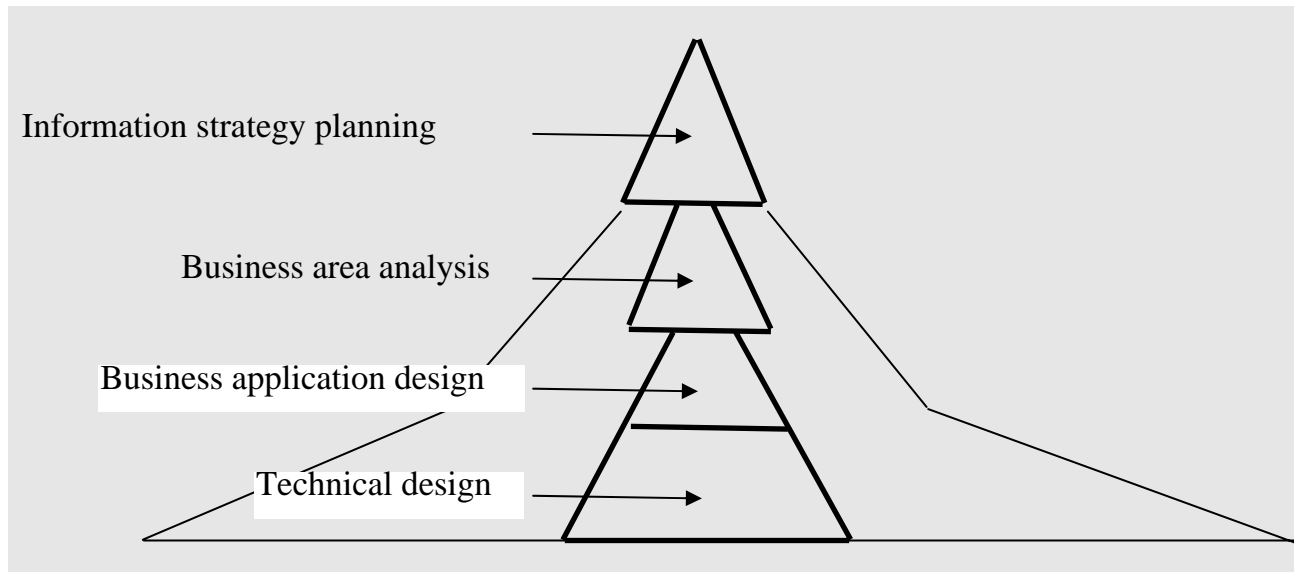 Information strategy planning
Business area analysis
Business application design
Technical design